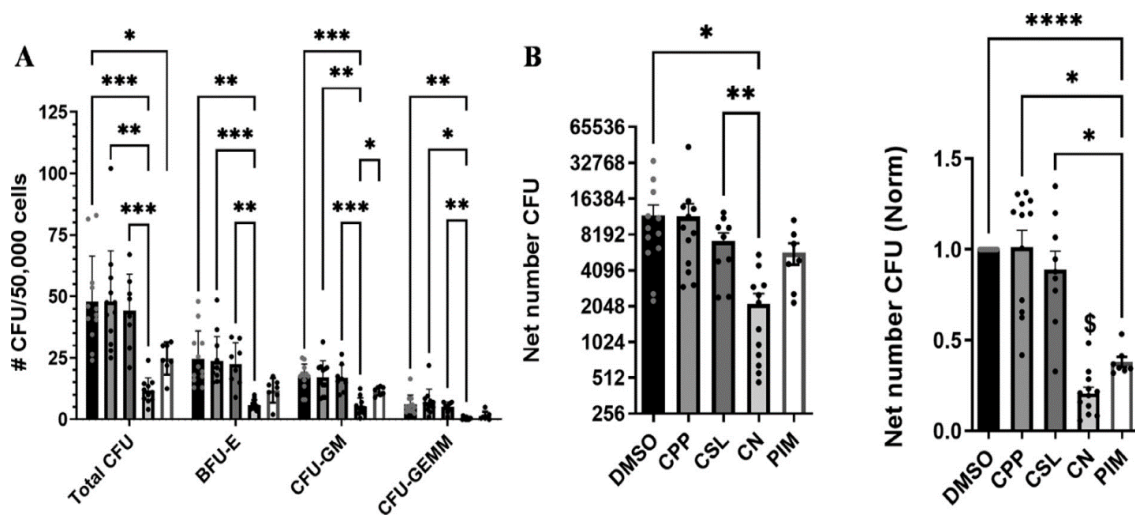 A
# CFU/50,000 cells
125
100
75
50
25
0
*
***
**
***
**
***
**
***
**
*
***
**
*
**
Total CFU
BFU-E
CFU-GM
CFU-GEMM
B
Net number CFU
65536
32768
16384
8192
4096
2048
1024
512
256
*
**
DMSO
CPP
CSL
CN
PIM
Net number CFU (Norm)
1.5
1.0
0.5
0.0
****
*
*
$
DMSO
CPP
CSL
CN
PIM